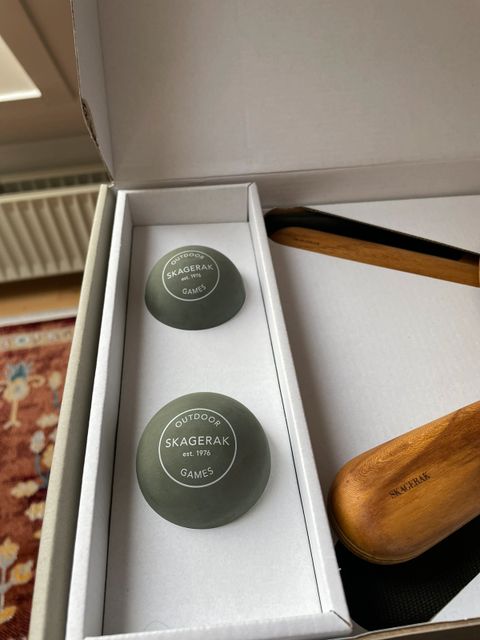 OUTDOOR
SKAGERAK
est. 1976
GAMES
OUTDOOR
SKAGERAK
est. 1976
GAMES
SKAGERAK